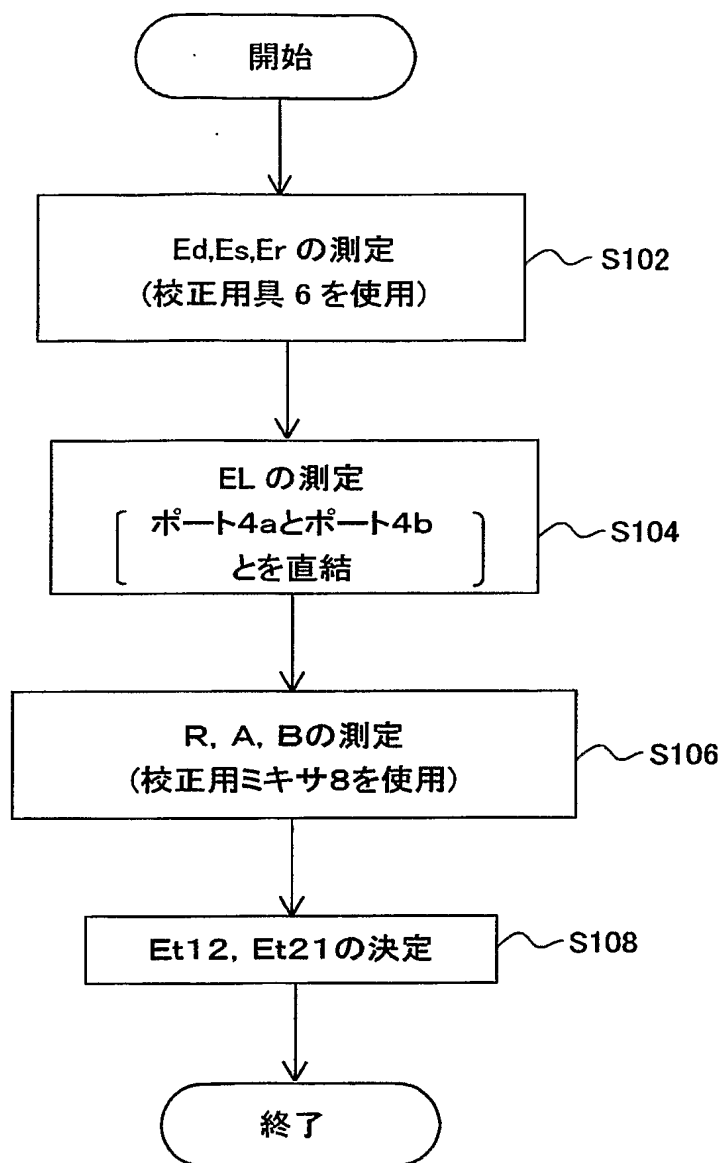 開始
Ed,Es,Er の測定
(校正用具 6 を使用)
S102
EL の測定
ポート4aとポート4b
とを直結
S104
R, A, Bの測定
(校正用ミキサ8を使用)
S106
Et12, Et21の決定
S108
終了